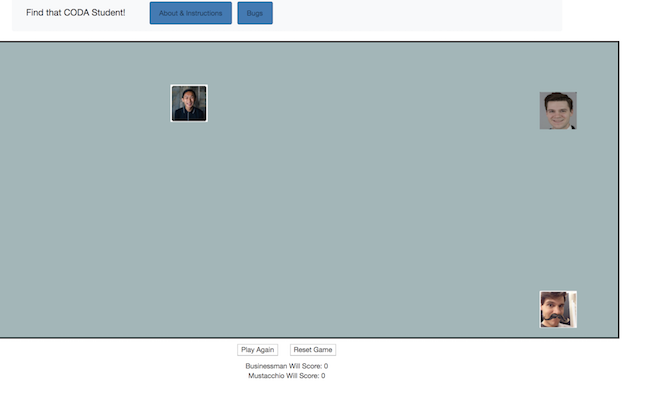 Find that CODA Student! About & Instructions Bugs
Play Again Reset Game
Businessman Will Score: 0
Mustacchio Will Score: 0